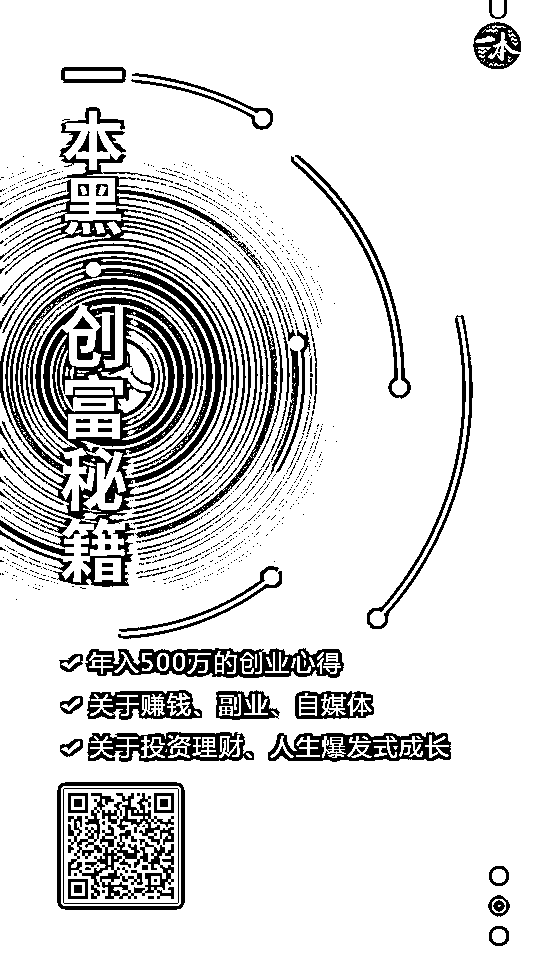 一水
本黑·创富秘籍
年入500万的创业心得
关于赚钱、副业、自媒体
关于投资理财、人生爆发式成长